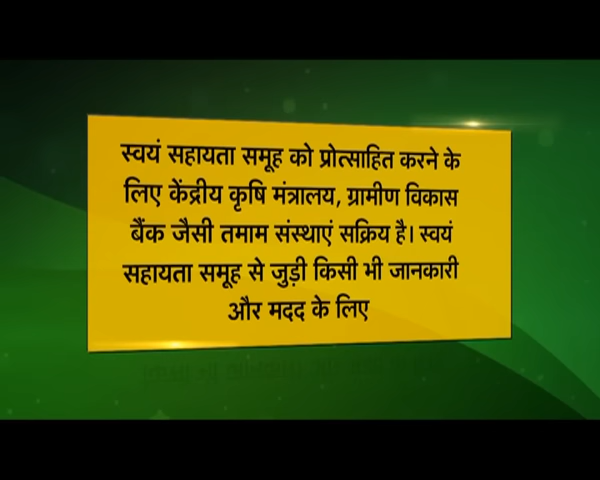 स्वयं सहायता समूह को प्रोत्साहित करने के
लिए केंद्रीय कृषि मंत्रालय, ग्रामीण विकास
बैंक जैसी तमाम संस्थाएं सक्रिय है। स्वयं
सहायता समूह से जुड़ी किसी भी जानकारी
और मदद के लिए